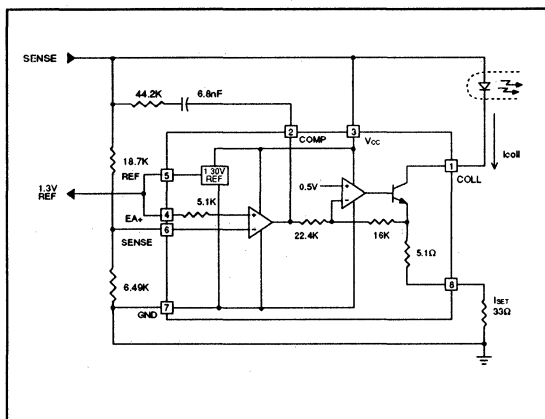 SENSE
44.2K
6.8nF
2
COMP
3
VCC
Icoll
1
COLL
18.7K
REF
5
1.30V
REF
1.3V
REF
0.5V
5.1K
EA+
4
SENSE
6
22.4K
16K
5.1Ω
6.49K
GND
7
8
ISET
33Ω
+
−
+
−